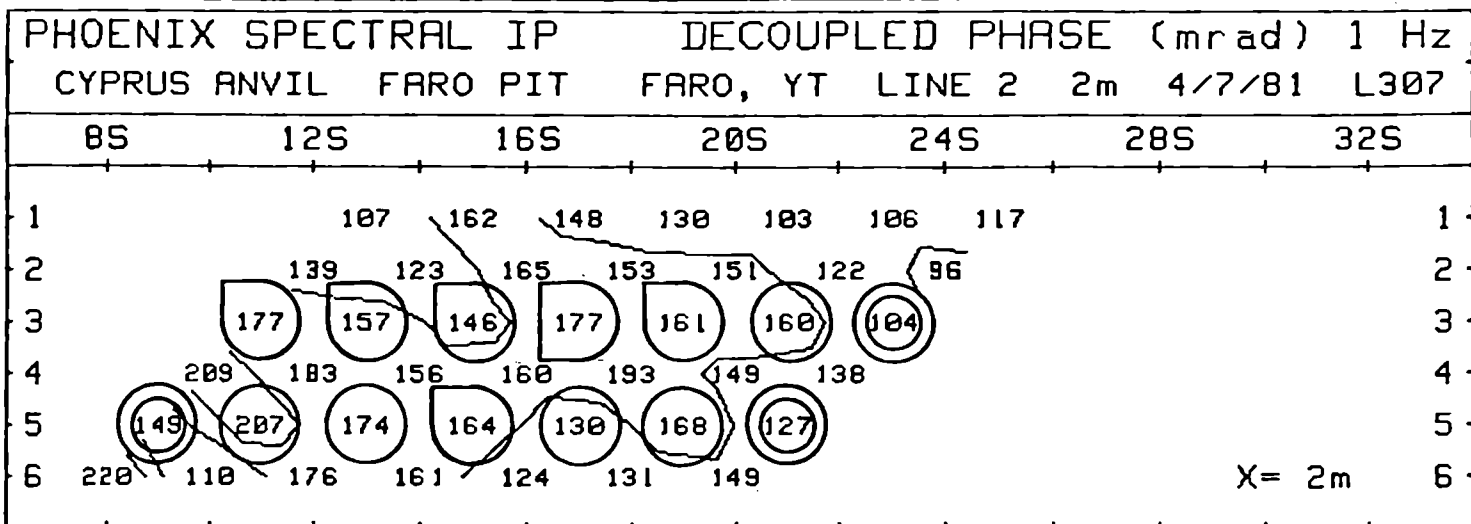 PHOENIX SPECTRAL IP DECOUPLED PHASE (mrad) 1 Hz
CYPRUS ANVIL FARO PIT FARO, YT LINE 2 2m 4/7/81 L307
8S 12S 16S 20S 24S 28S 32S
1 107 162 148 130 103 106 117 1
2 139 123 165 153 151 122 96 2
3 177 157 146 177 161 160 104 3
4 209 183 156 160 193 149 138 4
5 149 207 174 164 130 168 127 5
6 220 110 176 161 124 131 149 X= 2m 6